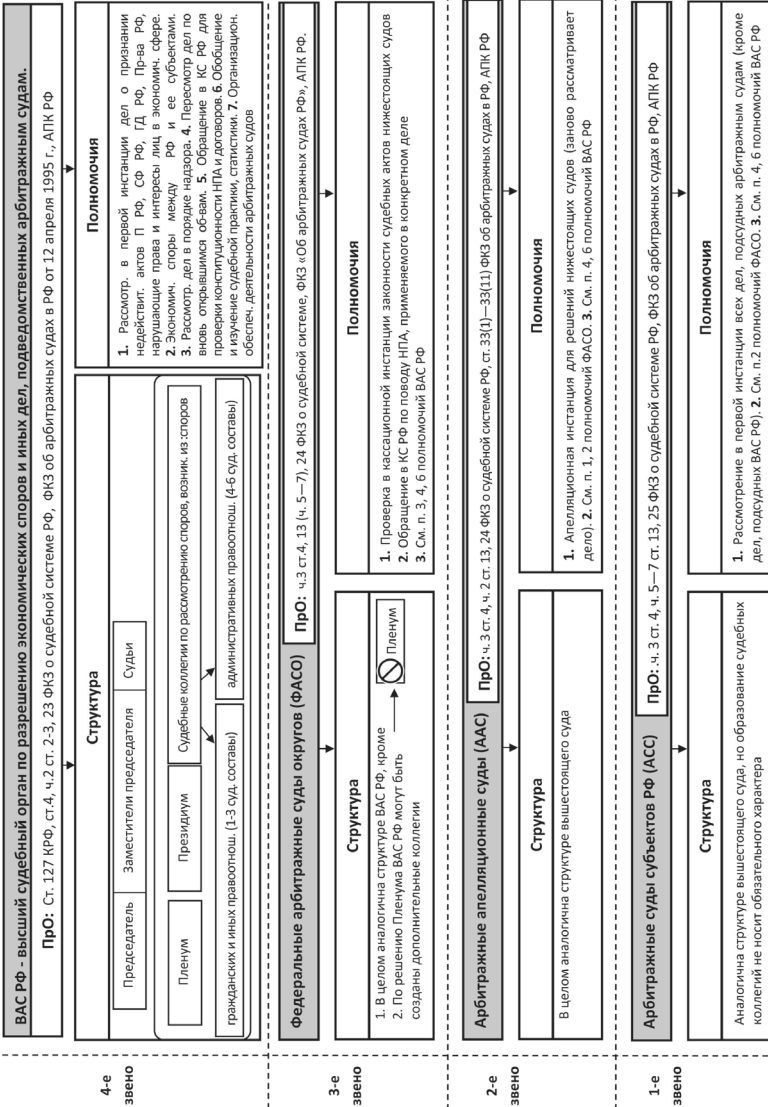 ВАС РФ - высший судебный орган по разрешению экономических споров и иных дел, подведомственных арбитражным судам.
ПрО: Ст. 127 КРФ, ст.4, ч.2 ст. 2-3, 23 ФКЗ о судебной системе РФ, ФКЗ об арбитражных судах в РФ от 12 апреля 1995 г., АПК РФ
4-е
звено
Структура
Председатель
Заместители председателя
Судьи
Пленум
Президиум
Судебные коллегии по рассмотрению споров, возник. из :споров
гражданских и иных правоотнош. (1-3 суд. составы)
административных правоотнош. (4-6 суд. составы)
Полномочия
1. Рассмотр. в первой инстанции дел о признании
недействит. актов П РФ, СФ РФ, ГД РФ, Пр-ва РФ,
нарушающие права и интересы лиц в экономич. сфере.
2. Экономич. споры между РФ и ее субъектами.
3. Рассмотр. дел в порядке надзора. 4. Пересмотр дел по
вновь открывшимся об-вам. 5. Обращение в КС РФ для
проверки конституционности НПА и договоров. 6. Обобщение
и изучение судебной практики, статистики. 7. Организацион.
обеспеч. деятельности арбитражных судов
3-е
звено
Федеральные арбитражные суды округов (ФАСО)
ПрО: ч.3 ст.4, 13 (ч. 5—7), 24 ФКЗ о судебной системе, ФКЗ «Об арбитражных судах РФ», АПК РФ.
Структура
1. В целом аналогична структуре ВАС РФ, кроме
2. По решению Пленума ВАС РФ могут быть
созданы дополнительные коллегии
Пленум
Полномочия
1. Проверка в кассационной инстанции законности судебных актов нижестоящих судов
2. Обращение в КС РФ по поводу НПА, применяемого в конкретном деле
3. См. п. 3, 4, 6 полномочий ВАС РФ
2-е
звено
Арбитражные апелляционные суды (ААС)
ПрО: ч. 3 ст. 4, ч. 2 ст. 13, 24 ФКЗ о судебной системе РФ, ст. 33(1)—33(11) ФКЗ об арбитражных судах в РФ, АПК РФ
Структура
В целом аналогична структуре вышестоящего суда
Полномочия
1. Апелляционная инстанция для решений нижестоящих судов (заново рассматривает
дело). 2. См. п. 1, 2 полномочий ФАСО. 3. См. п. 4, 6 полномочий ВАС РФ
1-е
звено
Арбитражные суды субъектов РФ (АСС)
ПрО: .ч. 3 ст. 4, ч. 5—7 ст. 13, 25 ФКЗ о судебной системе РФ, ФКЗ об арбитражных судах в РФ, АПК РФ
Структура
Аналогична структуре вышестоящего суда, но образование судебных
коллегий не носит обязательного характера
Полномочия
1. Рассмотрение в первой инстанции всех дел, подсудных арбитражным судам (кроме
дел, подсудных ВАС РФ). 2. См. п.2 полномочий ФАСО. 3. См. п. 4, 6 полномочий ВАС РФ